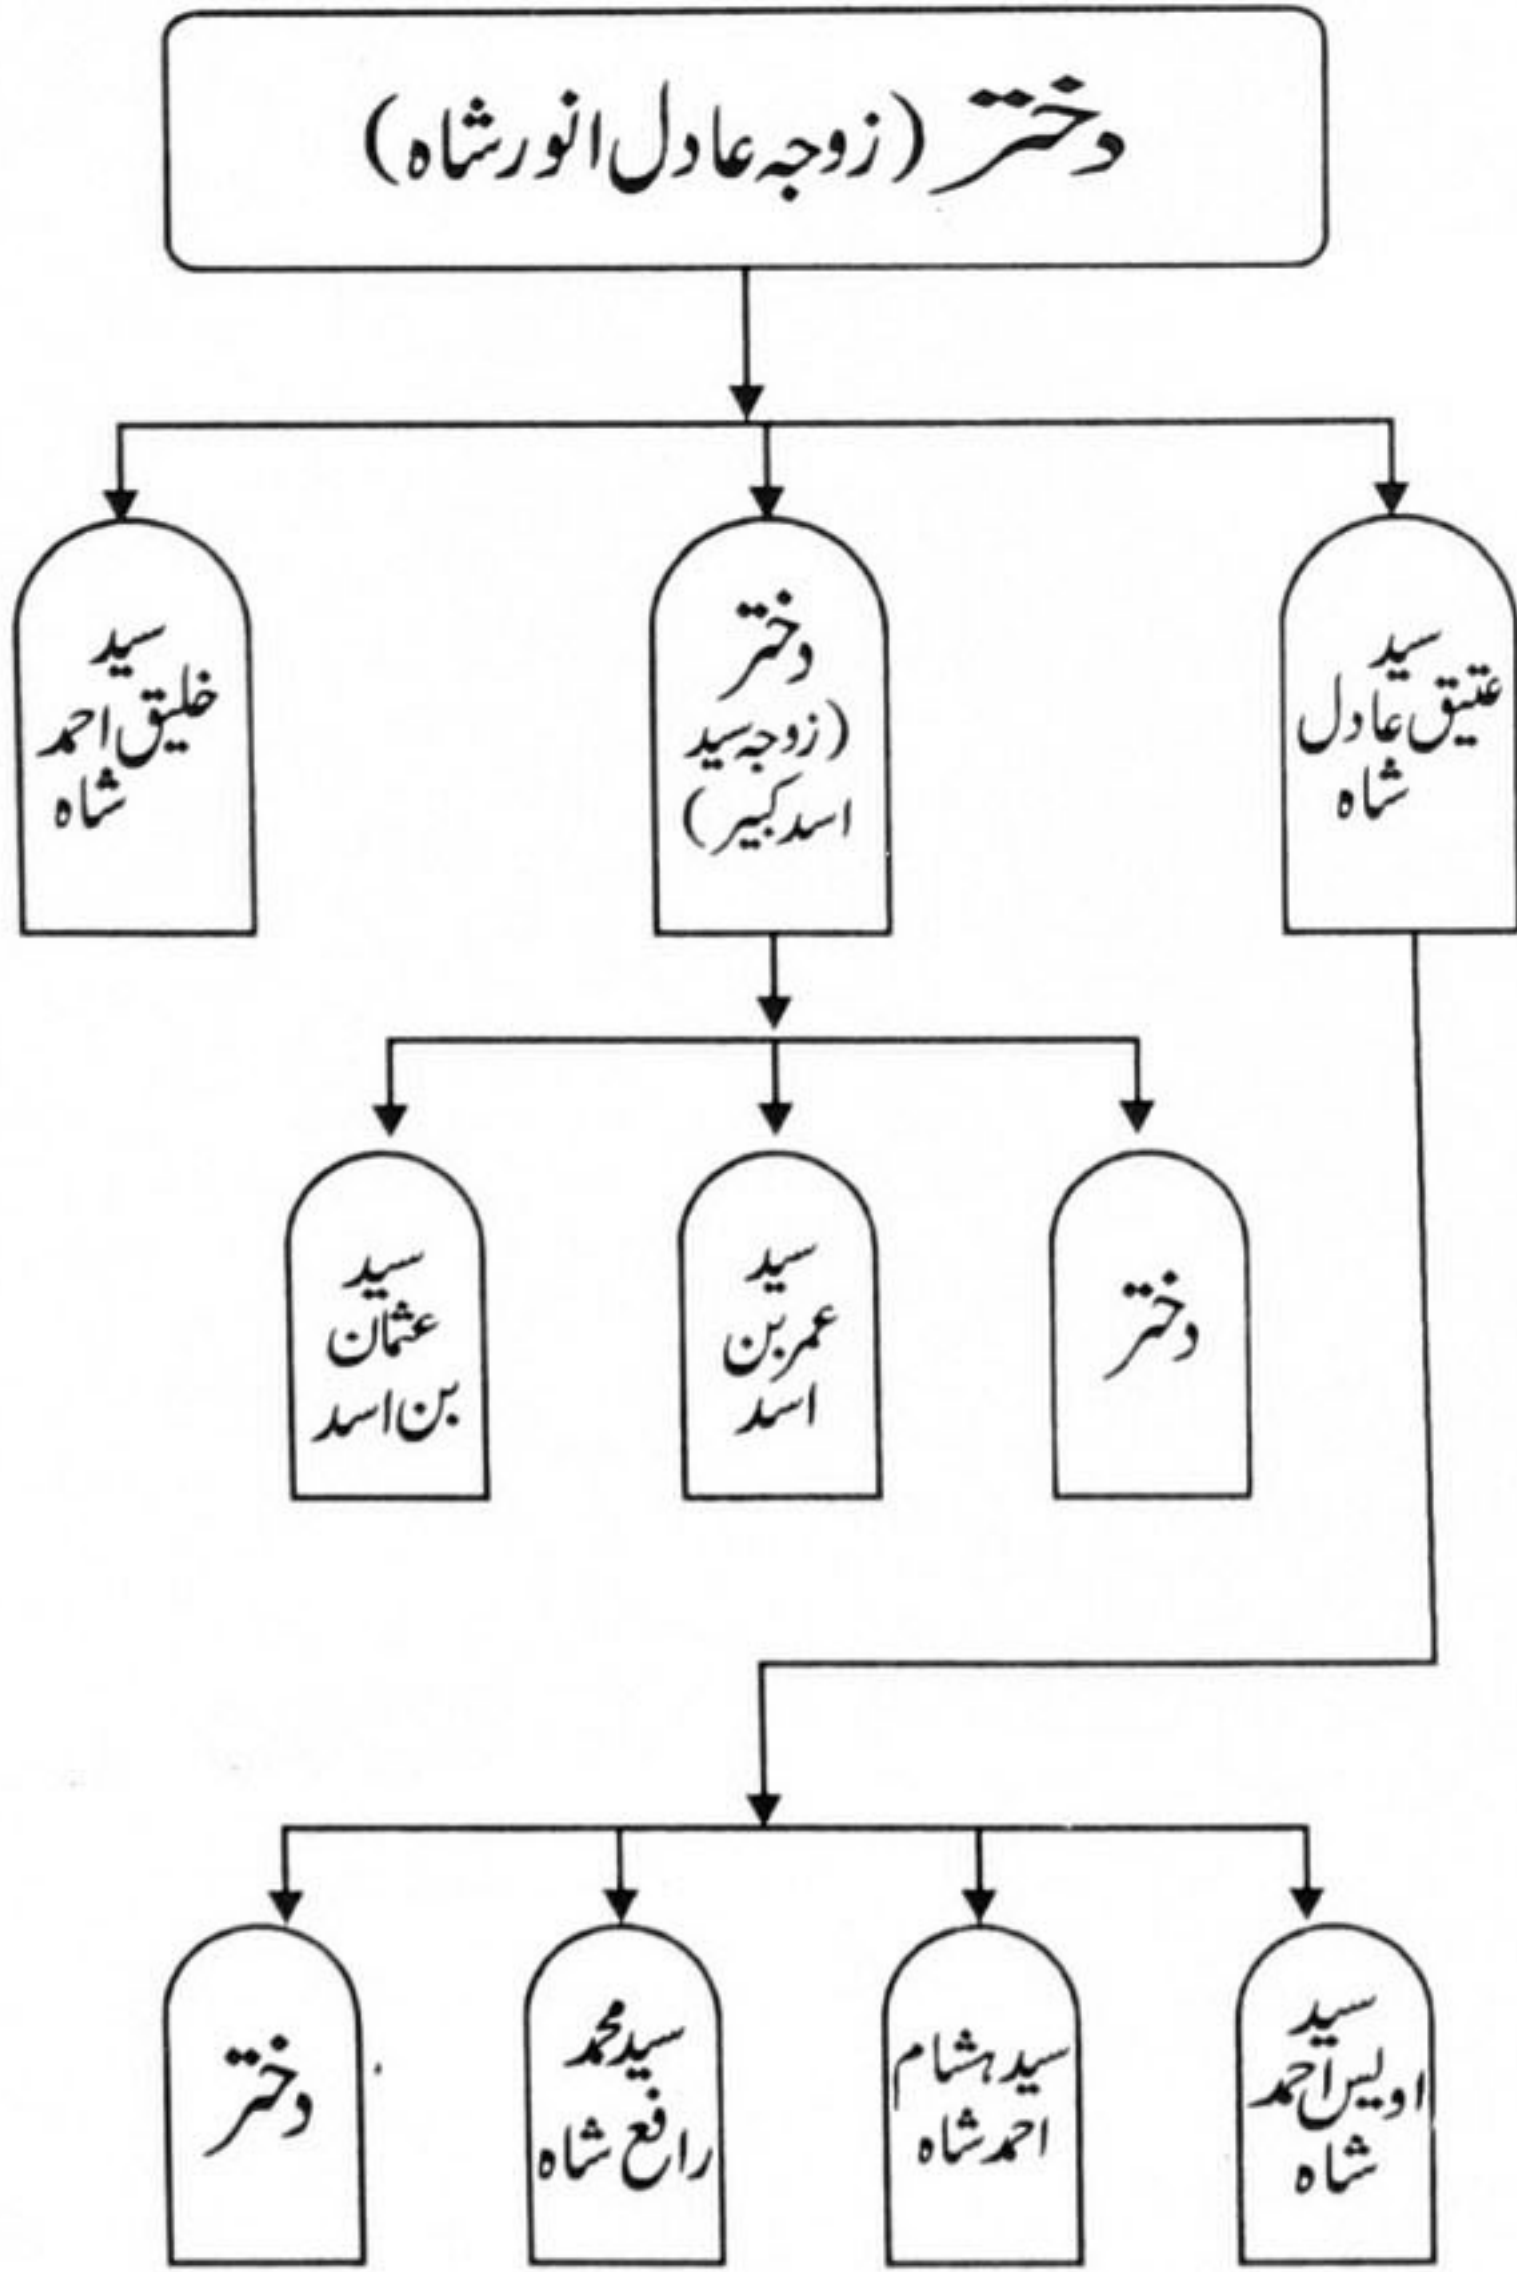 دختر (زوجہ عادل انور شاہ)
سید
عتیق عادل
شاہ
دختر
(زوجہ سید
اسد کبیر)
سید
خلیق احمد
شاہ
دختر
سید
عمر بن
اسد
سید
عثمان
بن اسد
سید
اویس احمد
شاہ
سید ہشام
احمد شاہ
سید محمد
رافع شاہ
دختر